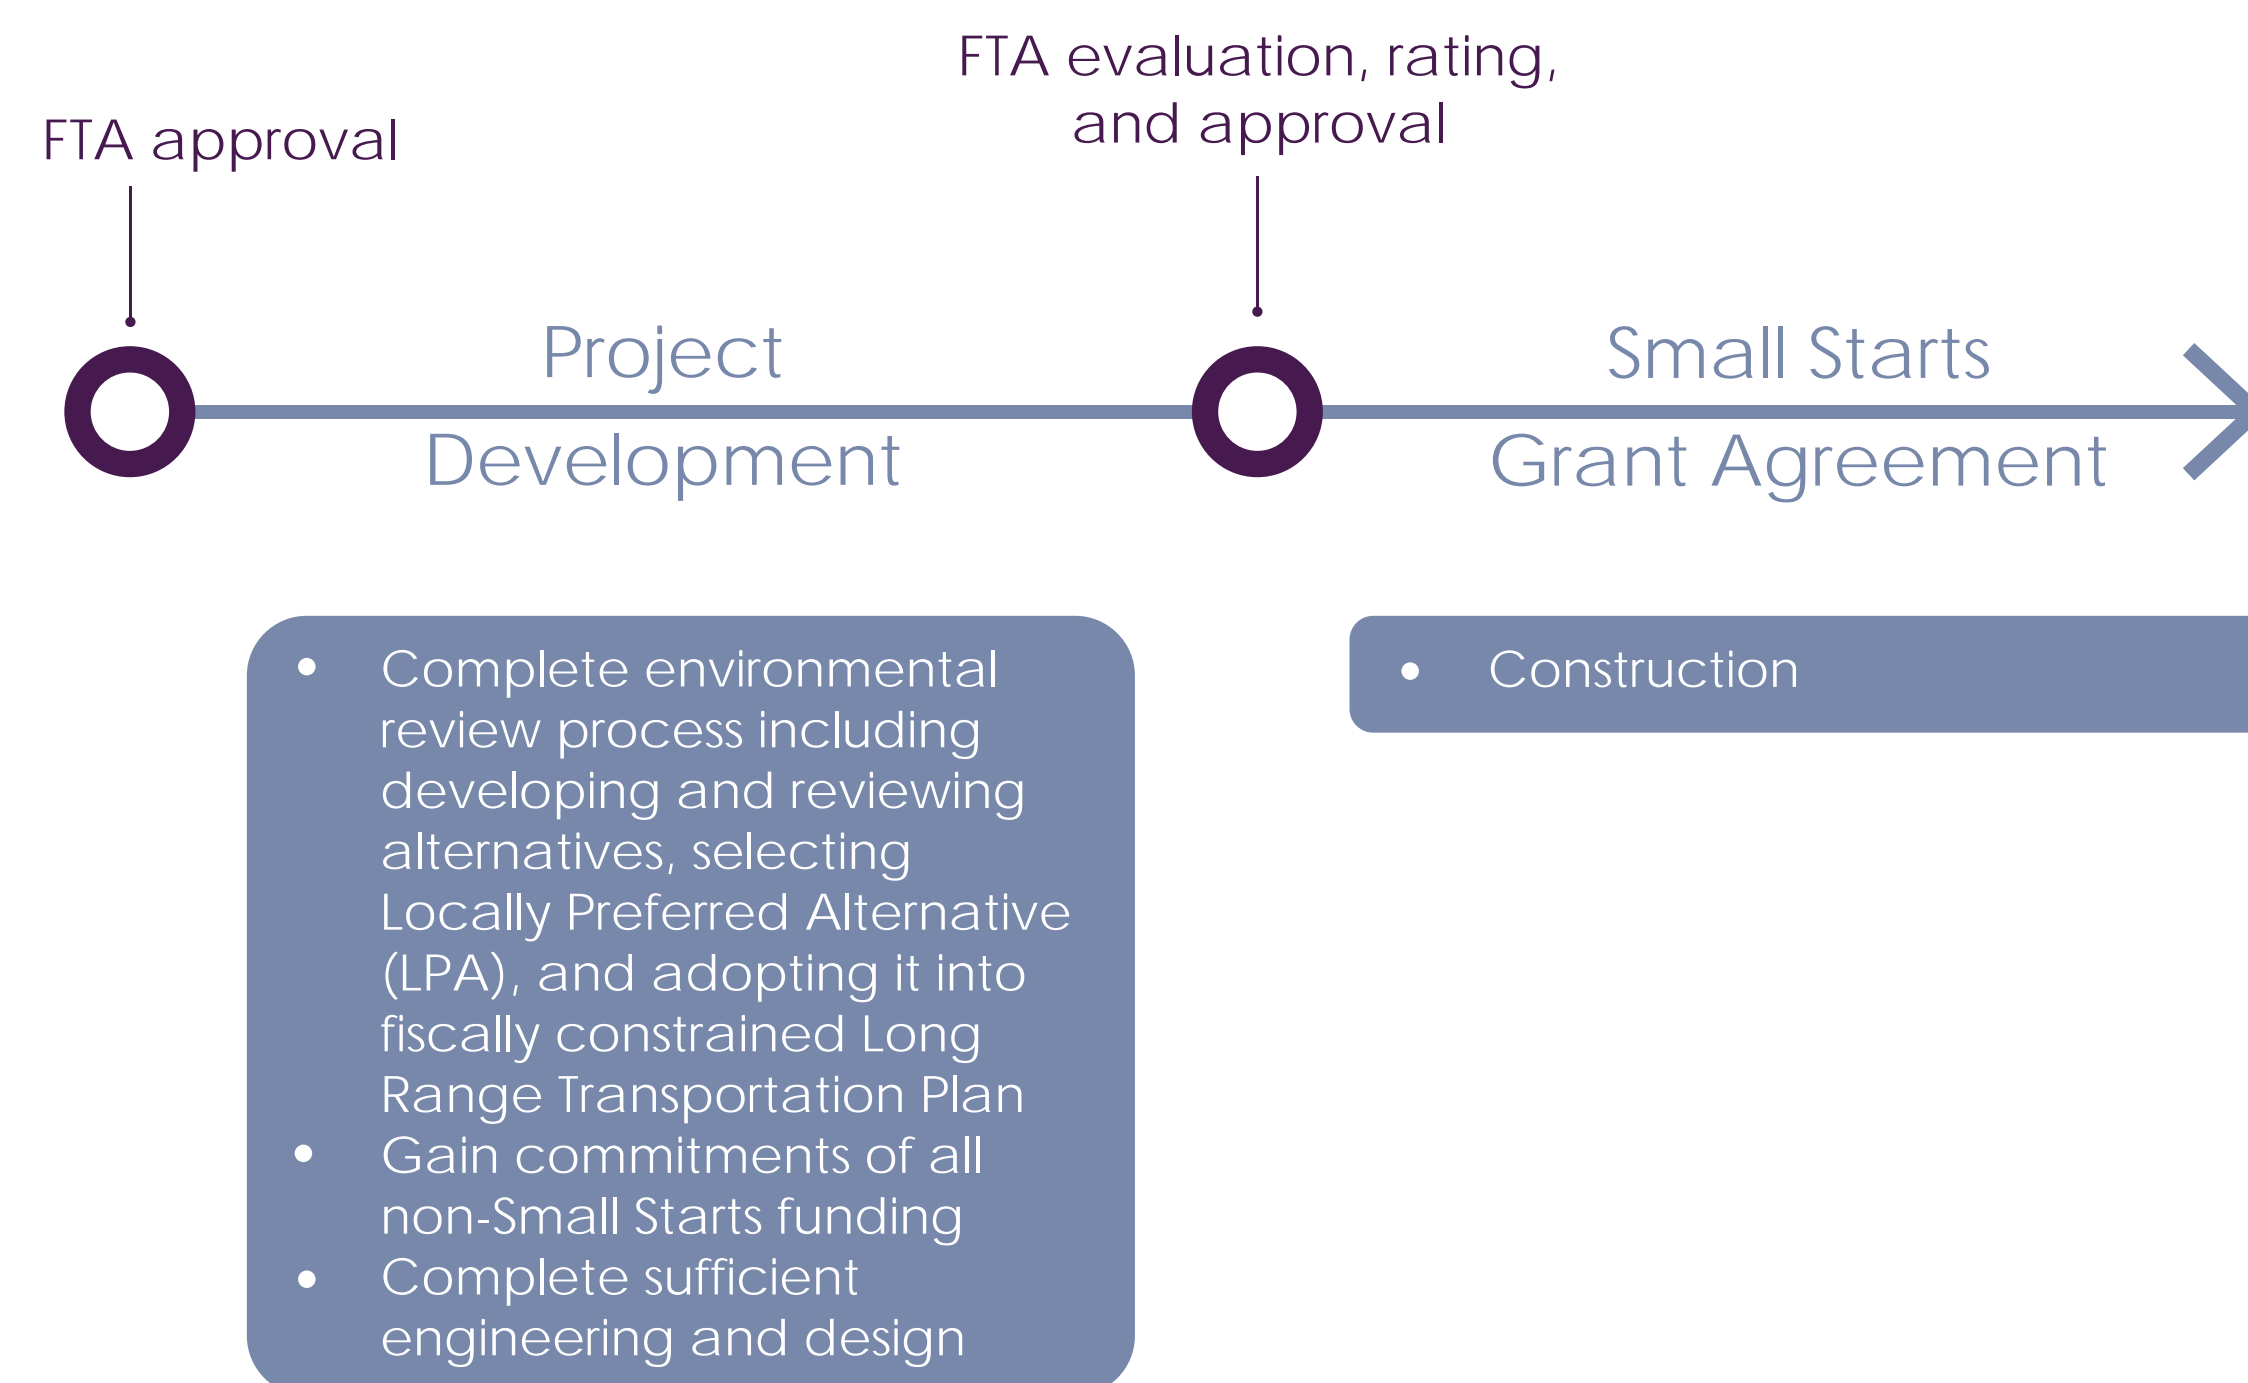 FTA approval
FTA evaluation, rating,
and approval
Project
Development
Small Starts
Grant Agreement
• Complete environmental
review process including
developing and reviewing
alternatives, selecting
Locally Preferred Alternative
(LPA), and adopting it into
fiscally constrained Long
Range Transportation Plan
• Gain commitments of all
non-Small Starts funding
• Complete sufficient
engineering and design
• Construction